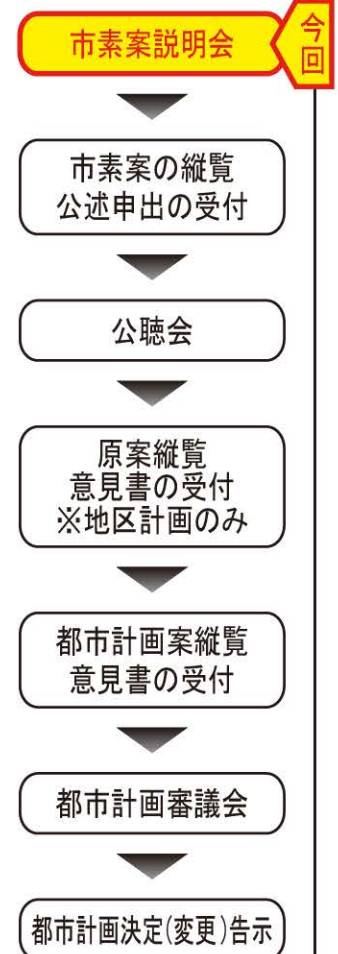 市素案説明会
今回
市素案の縦覧
公述申出の受付
公聴会
原案縦覧
意見書の受付
※地区計画のみ
都市計画案縦覧
意見書の受付
都市計画審議会
都市計画決定(変更)告示